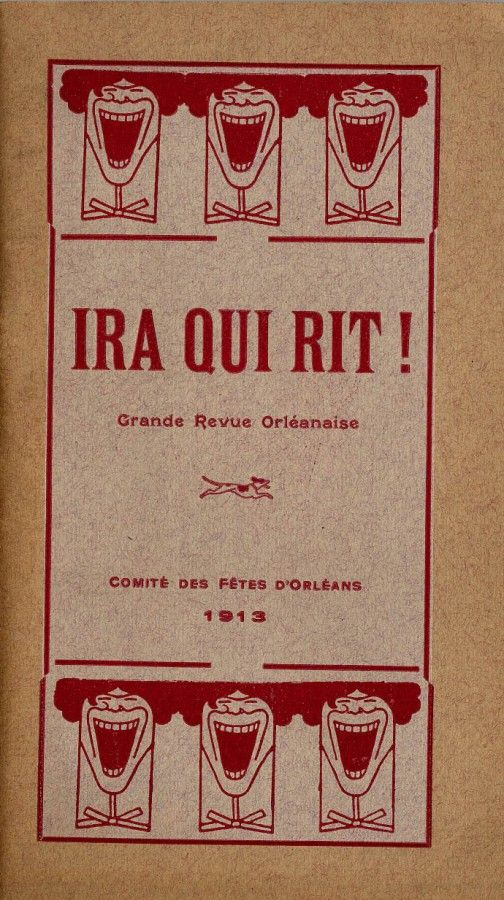 IRA QUI RIT !
Grande Revue Orléanaise
COMITÉ DES FÊTES D'ORLÉANS
1913